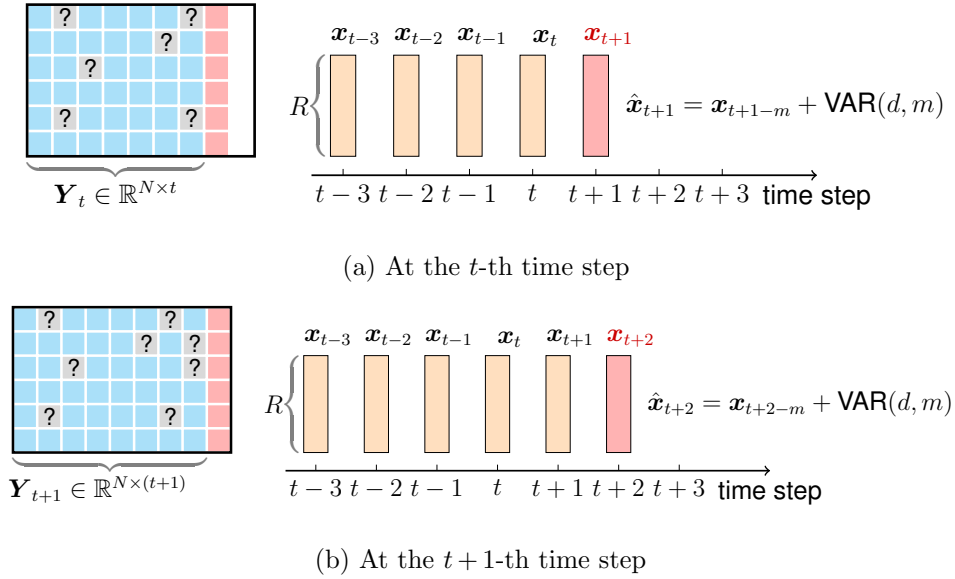 ? ?
?
?
? ?
Y_t ∈ ℝ^{N×t}
x_{t−3} x_{t−2} x_{t−1} x_t x_{t+1}
R
x̂_{t+1} = x_{t+1−m} + VAR(d, m)
t − 3 t − 2 t − 1 t t + 1 t + 2 t + 3 time step
(a) At the t-th time step
? ?
? ?
? ?
? ?
Y_{t+1} ∈ ℝ^{N×(t+1)}
x_{t−3} x_{t−2} x_{t−1} x_t x_{t+1} x_{t+2}
R
x̂_{t+2} = x_{t+2−m} + VAR(d, m)
t − 3 t − 2 t − 1 t t + 1 t + 2 t + 3 time step
(b) At the t + 1-th time step